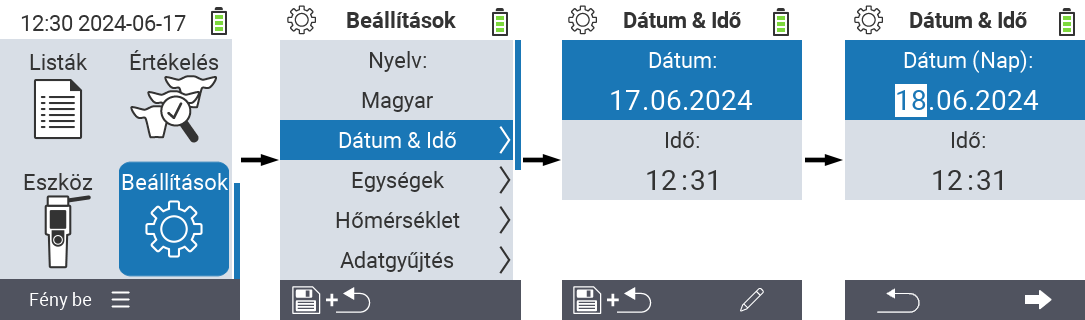 12:30 2024-06-17
Listák
Értékelés
Eszköz
Beállítások
Fény be
Beállítások
Nyelv:
Magyar
Dátum & Idő
Egységek
Hőmérséklet
Adatgyűjtés
Dátum & Idő
Dátum:
17.06.2024
Idő:
12:31
Dátum & Idő
Dátum (Nap):
18.06.2024
Idő:
12:31